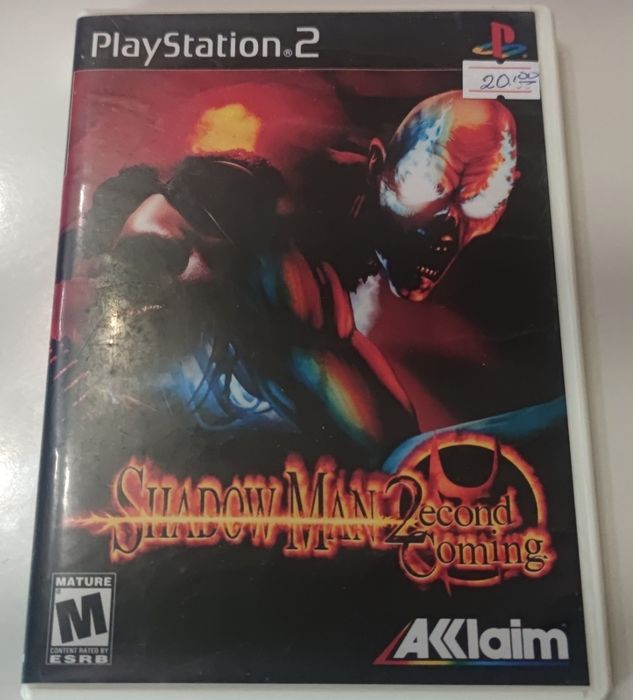 PlayStation®2
20,00
SHADOW MAN 2econd
Coming
MATURE
M
CONTENT RATED BY
ESRB
AKKlaim